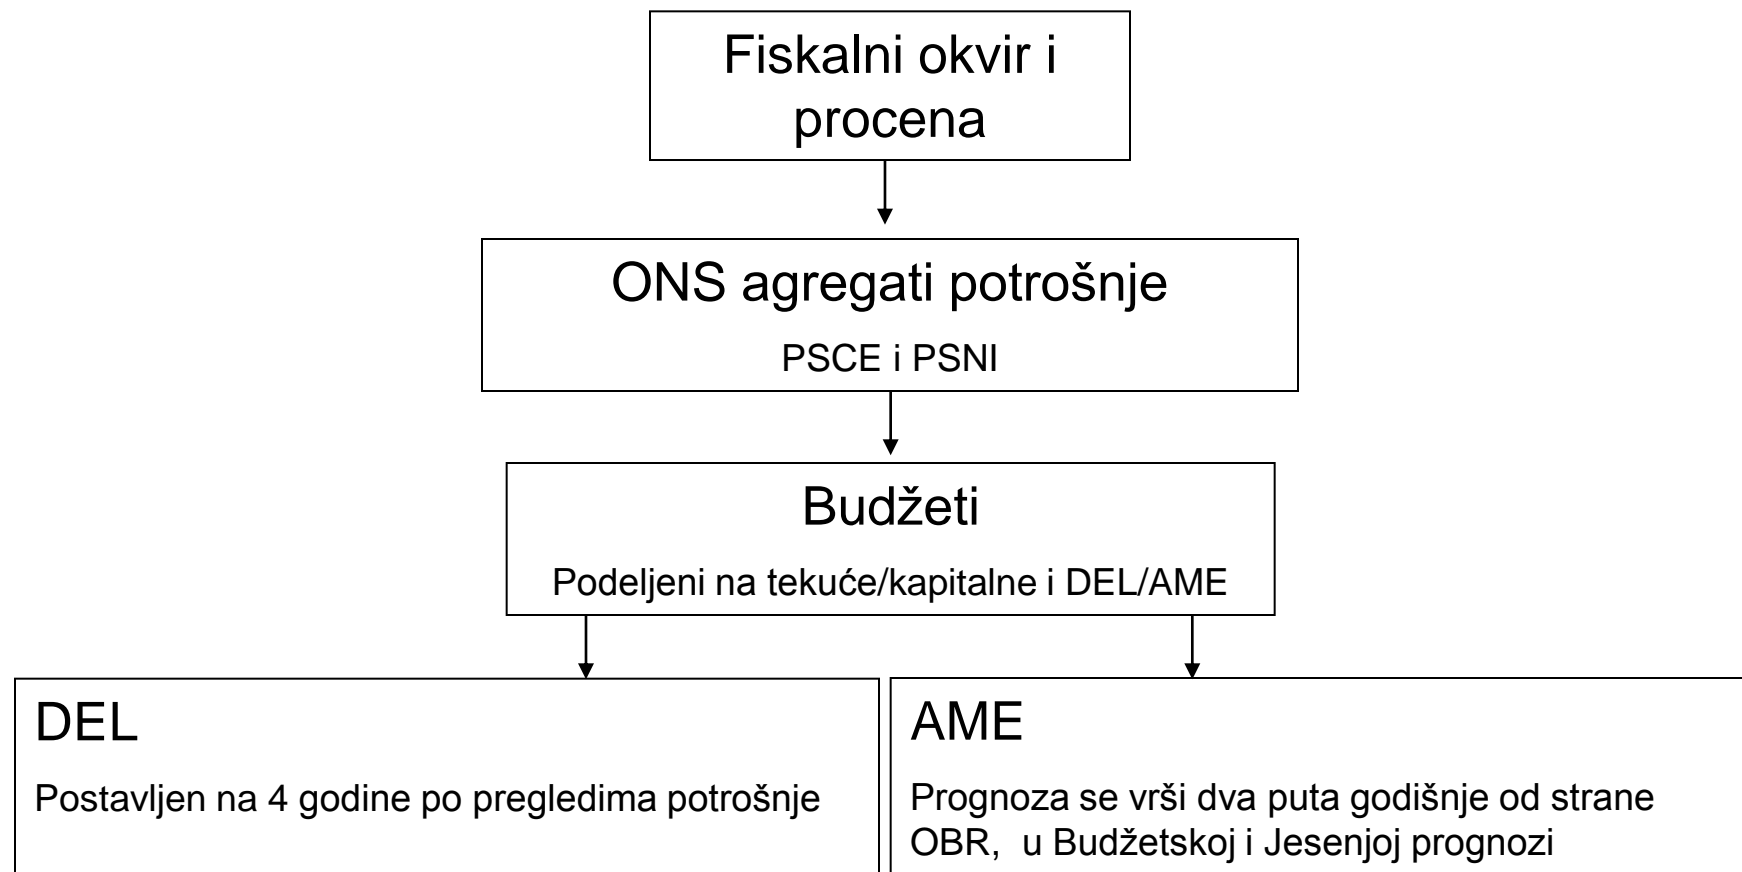 Fiskalni okvir i
procena
ONS agregati potrošnje
PSCE i PSNI
Budžeti
Podeljeni na tekuće/kapitalne i DEL/AME
DEL
Postavljen na 4 godine po pregledima potrošnje
AME
Prognoza se vrši dva puta godišnje od strane
OBR, u Budžetskoj i Jesenjoj prognozi